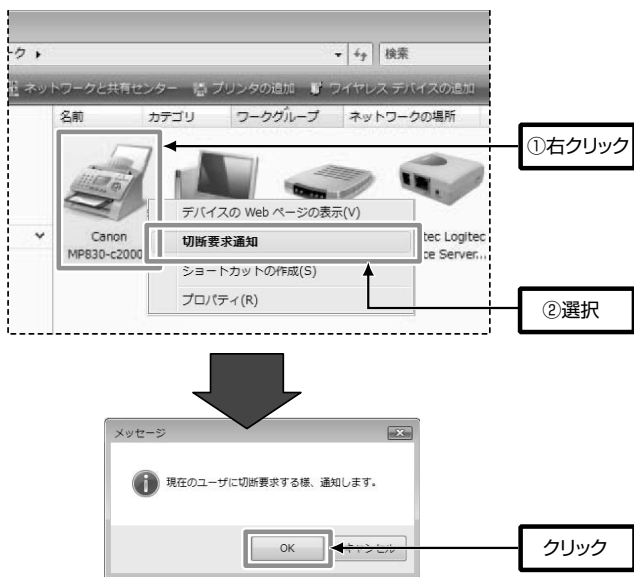 ーク
検索
ネットワークと共有センター プリンタの追加 ワイヤレス デバイスの追加
名前 カテゴリ ワークグループ ネットワークの場所
①右クリック
デバイスの Web ページの表示(V)
切断要求通知
ショートカットの作成(S)
プロパティ(R)
Canon
MP830-c2000
tec Logitec
ce Server...
②選択
メッセージ
現在のユーザに切断要求する様、通知します。
OK キャンセル
クリック